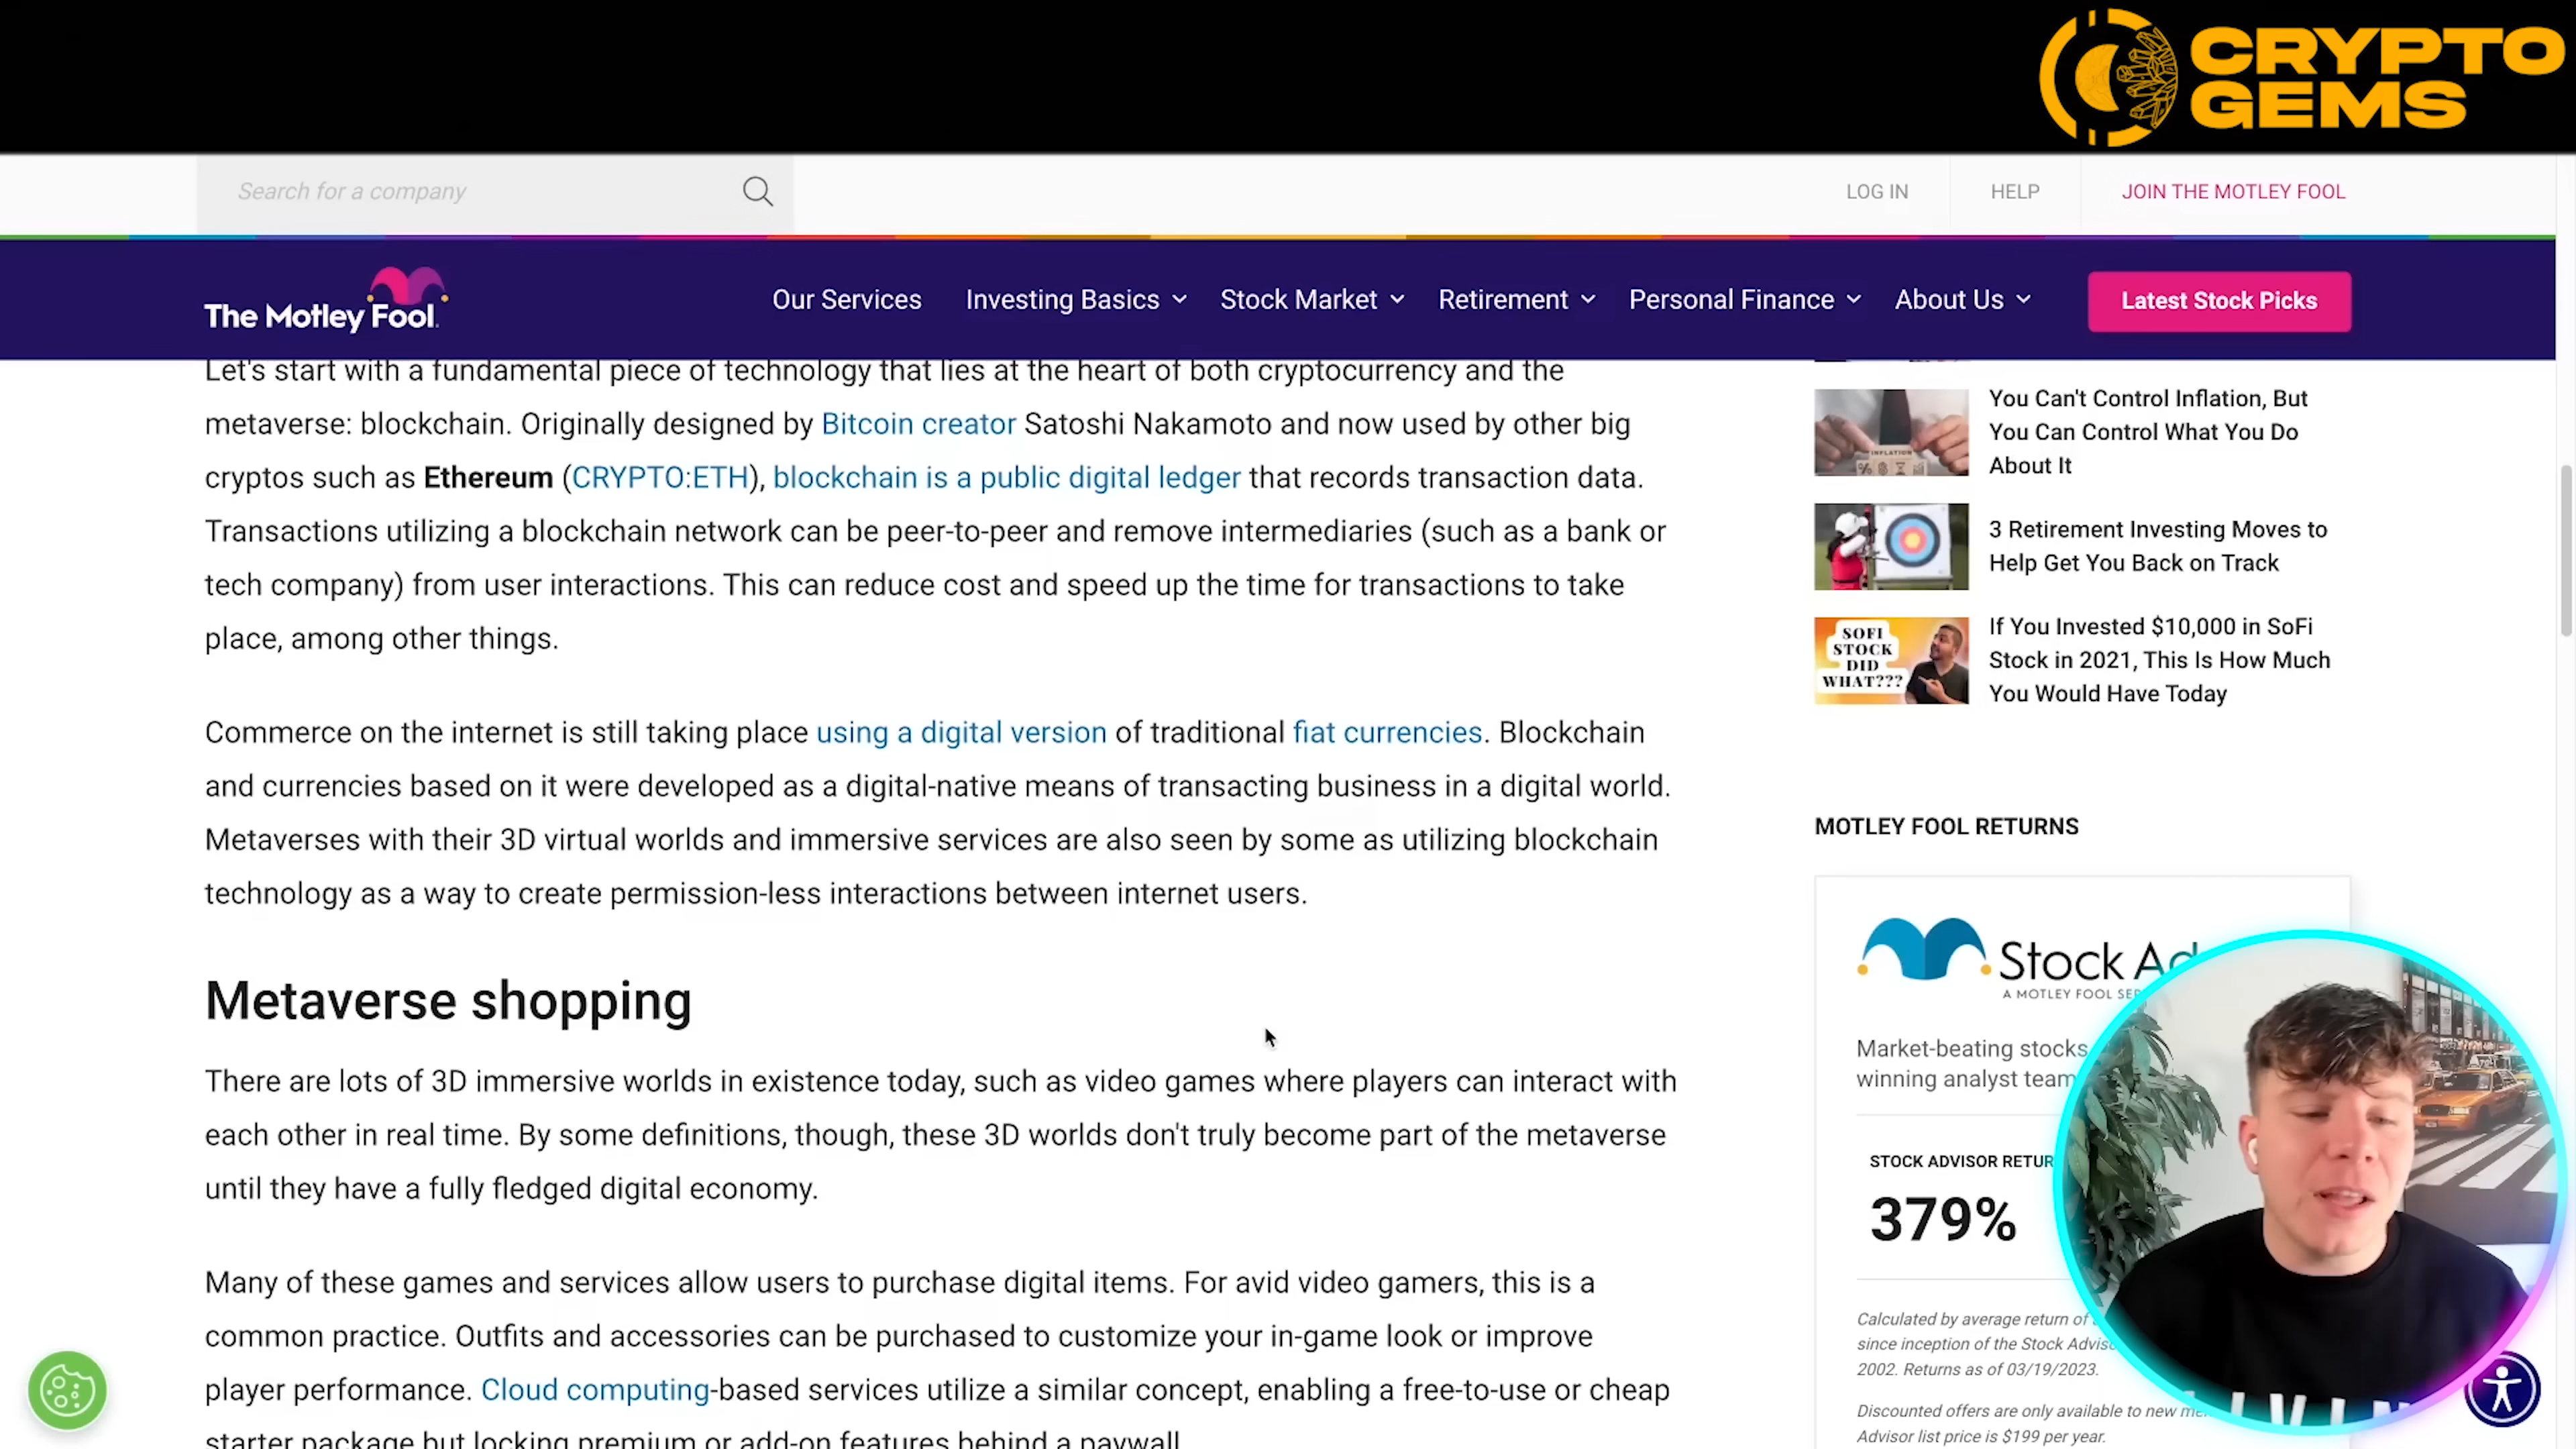 CRYPTO
GEMS
Search for a company
LOG IN
HELP
JOIN THE MOTLEY FOOL
The Motley Fool.
Our Services
Investing Basics
Stock Market
Retirement
Personal Finance
About Us
Latest Stock Picks
Let's start with a fundamental piece of technology that lies at the heart of both cryptocurrency and the
metaverse: blockchain. Originally designed by Bitcoin creator Satoshi Nakamoto and now used by other big
cryptos such as Ethereum (CRYPTO:ETH), blockchain is a public digital ledger that records transaction data.
Transactions utilizing a blockchain network can be peer-to-peer and remove intermediaries (such as a bank or
tech company) from user interactions. This can reduce cost and speed up the time for transactions to take
place, among other things.
Commerce on the internet is still taking place using a digital version of traditional fiat currencies. Blockchain
and currencies based on it were developed as a digital-native means of transacting business in a digital world.
Metaverses with their 3D virtual worlds and immersive services are also seen by some as utilizing blockchain
technology as a way to create permission-less interactions between internet users.
Metaverse shopping
There are lots of 3D immersive worlds in existence today, such as video games where players can interact with
each other in real time. By some definitions, though, these 3D worlds don't truly become part of the metaverse
until they have a fully fledged digital economy.
Many of these games and services allow users to purchase digital items. For avid video gamers, this is a
common practice. Outfits and accessories can be purchased to customize your in-game look or improve
player performance. Cloud computing-based services utilize a similar concept, enabling a free-to-use or cheap
starter package but locking premium or add-on features behind a paywall
INFLATION
You Can't Control Inflation, But
You Can Control What You Do
About It
3 Retirement Investing Moves to
Help Get You Back on Track
SOFI
STOCK
DID
WHAT???
If You Invested $10,000 in SoFi
Stock in 2021, This Is How Much
You Would Have Today
MOTLEY FOOL RETURNS
Stock Ad
A MOTLEY FOOL SER
Market-beating stocks
winning analyst team
STOCK ADVISOR RETUR
379%
Calculated by average return of
since inception of the Stock Advis
2002. Returns as of 03/19/2023.
Discounted offers are only available to new me
Advisor list price is $199 per year.